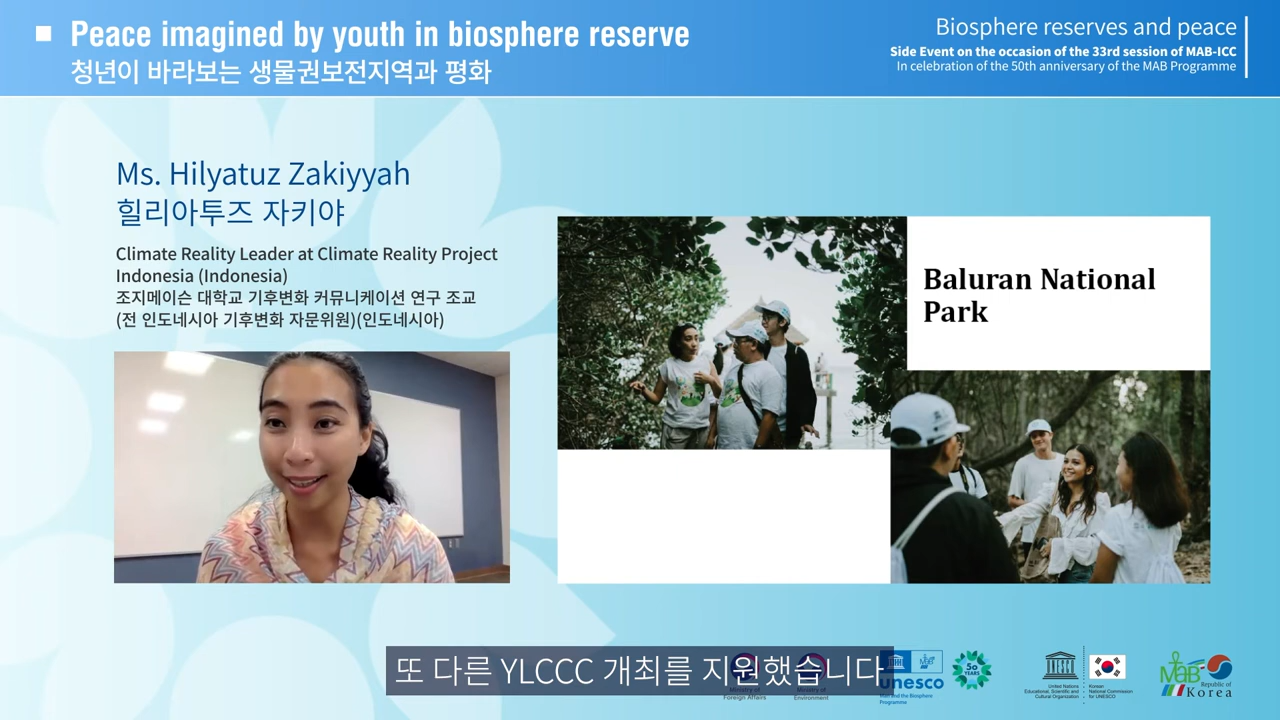 Peace imagined by youth in biosphere reserve
청년이 바라보는 생물권보전지역과 평화
Biosphere reserves and peace
Side Event on the occasion of the 33rd session of MAB-ICC
In celebration of the 50th anniversary of the MAB Programme
Ms. Hilyatuz Zakiyyah
힐리아투즈 자키야
Climate Reality Leader at Climate Reality Project
Indonesia (Indonesia)
조지메이슨 대학교 기후변화 커뮤니케이션 연구 조교
(전 인도네시아 기후변화 자문위원)(인도네시아)
Baluran National
Park
또 다른 YLCCC 개최를 지원했습니다
Ministry of
Foreign Affairs
Ministry of
Environment
unesco
Man and the Biosphere
Programme
50
YEARS
United Nations
Educational, Scientific and
Cultural Organization
Korean
National Commission
for UNESCO
MAB
Republic of
Korea